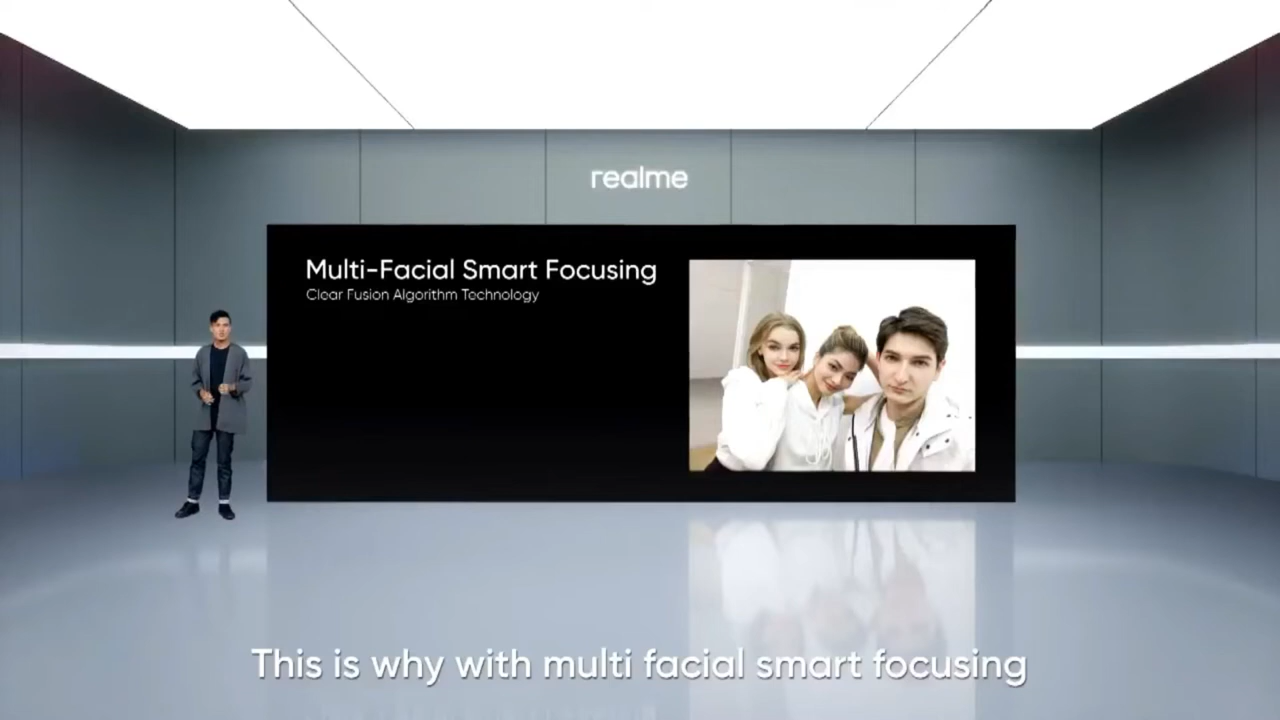 realme
Multi-Facial Smart Focusing
Clear Fusion Algorithm Technology
This is why with multi facial smart focusing